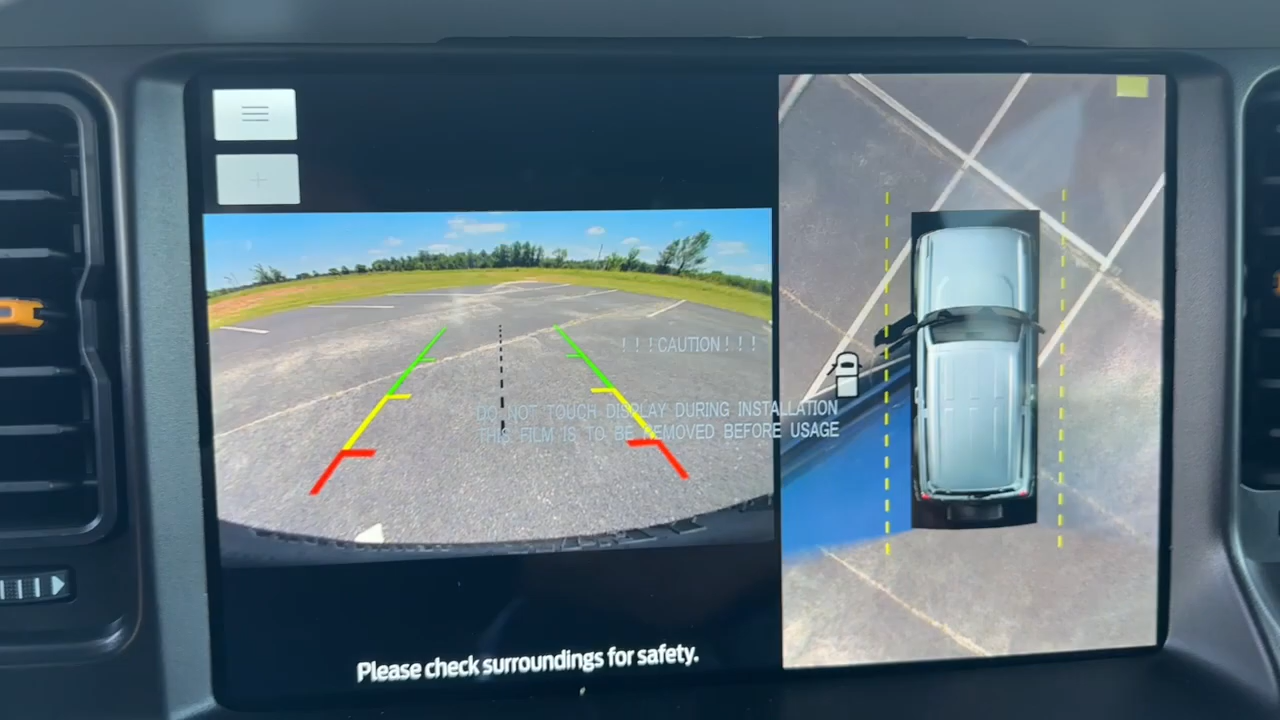 ! ! ! CAUTION ! ! !
DO NOT TOUCH DISPLAY DURING INSTALLATION
THIS FILM IS TO BE REMOVED BEFORE USAGE
Please check surroundings for safety.